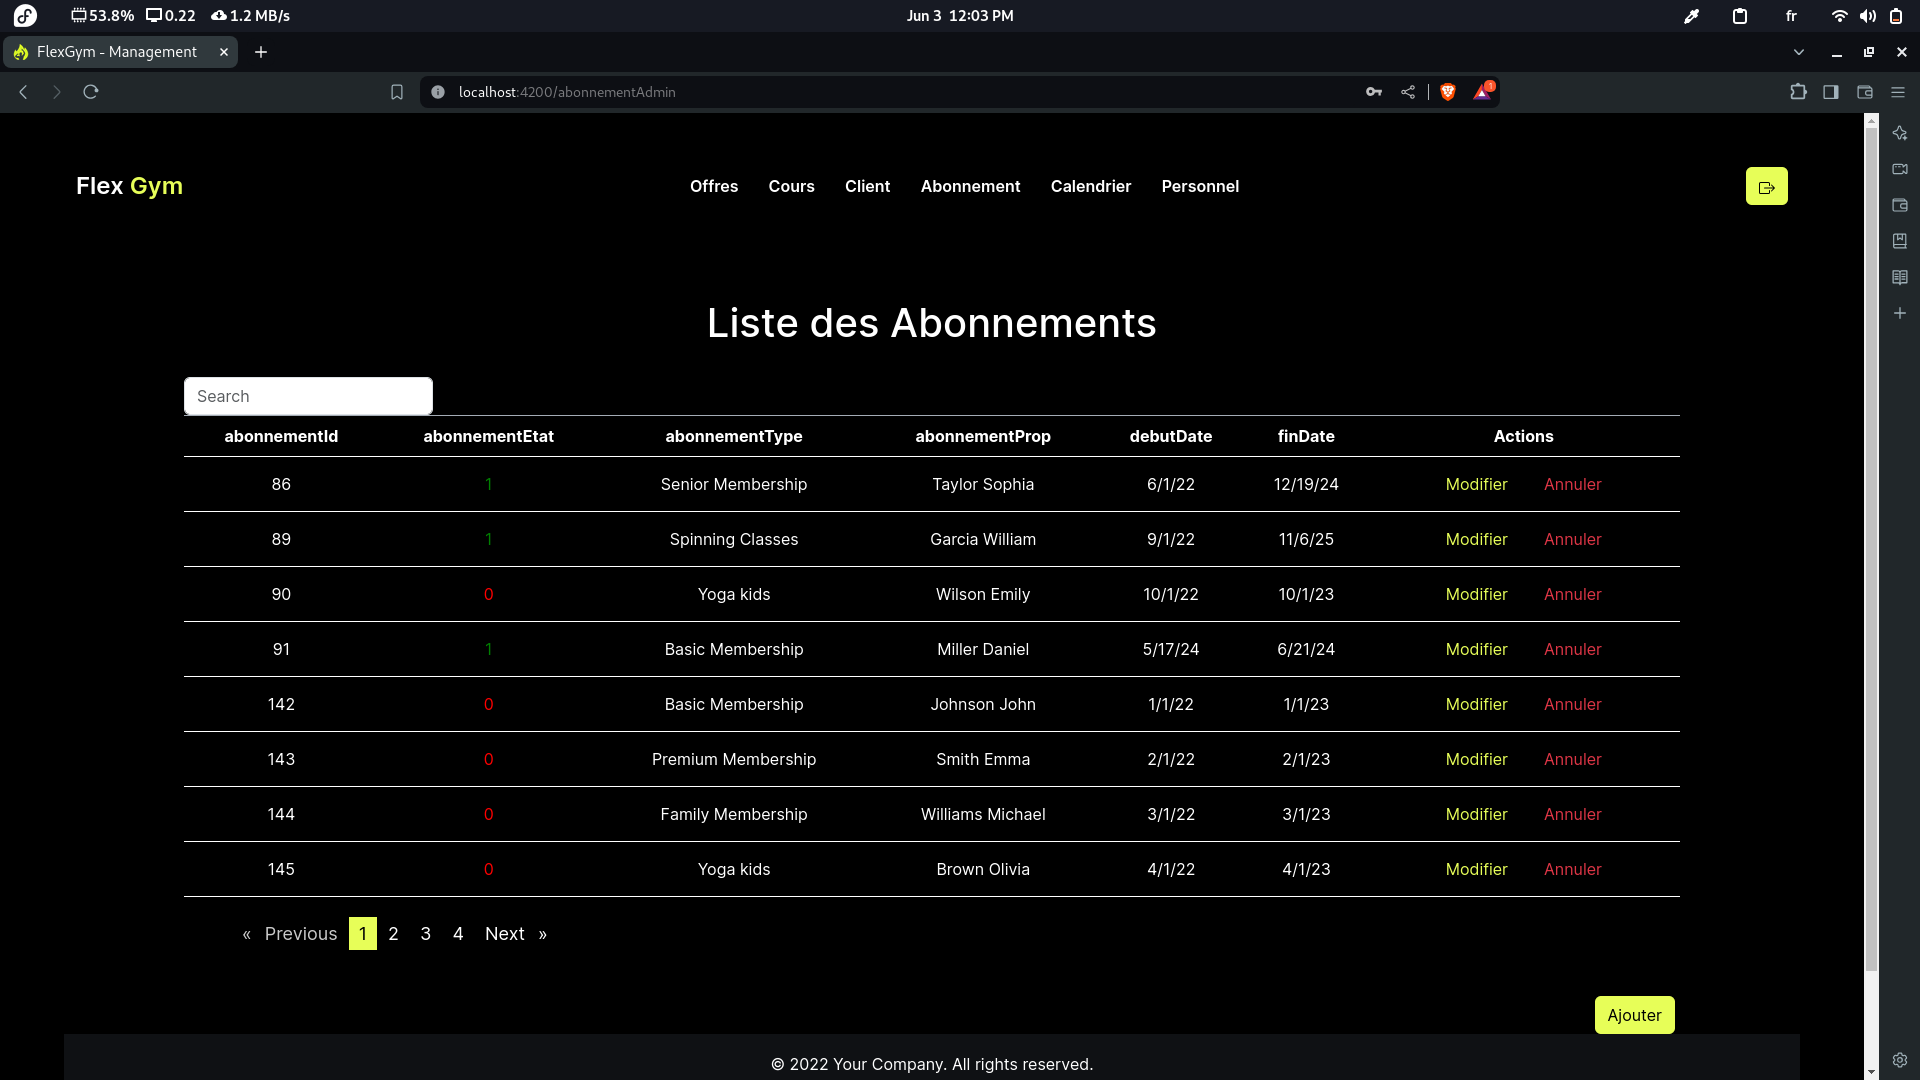 53.8% 0.22 1.2 MB/s Jun 3 12:03 PM fr
FlexGym - Management
localhost:4200/abonnementAdmin 1
Flex Gym Offres Cours Client Abonnement Calendrier Personnel
Liste des Abonnements
Search
abonnementId abonnementEtat abonnementType abonnementProp debutDate finDate Actions
86 1 Senior Membership Taylor Sophia 6/1/22 12/19/24 Modifier Annuler
89 1 Spinning Classes Garcia William 9/1/22 11/6/25 Modifier Annuler
90 0 Yoga kids Wilson Emily 10/1/22 10/1/23 Modifier Annuler
91 1 Basic Membership Miller Daniel 5/17/24 6/21/24 Modifier Annuler
142 0 Basic Membership Johnson John 1/1/22 1/1/23 Modifier Annuler
143 0 Premium Membership Smith Emma 2/1/22 2/1/23 Modifier Annuler
144 0 Family Membership Williams Michael 3/1/22 3/1/23 Modifier Annuler
145 0 Yoga kids Brown Olivia 4/1/22 4/1/23 Modifier Annuler
« Previous 1 2 3 4 Next »
Ajouter
© 2022 Your Company. All rights reserved.